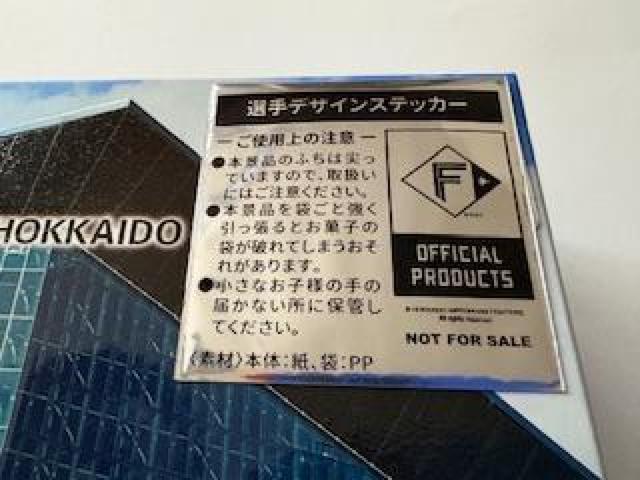 選手デザインステッカー
ご使用上の注意
●本景品のふちは尖っ
ていますので、取扱い
にはご注意ください。
●本景品を袋ごと強く
引っ張るとお菓子の
袋が破れてしまうおそ
れがあります。
●小さなお子様の手の
届かない所に保管し
てください。
〈素材〉本体:紙、袋:PP
F
OFFICIAL
PRODUCTS
All rights reserved.
NOT FOR SALE
HOKKAIDO